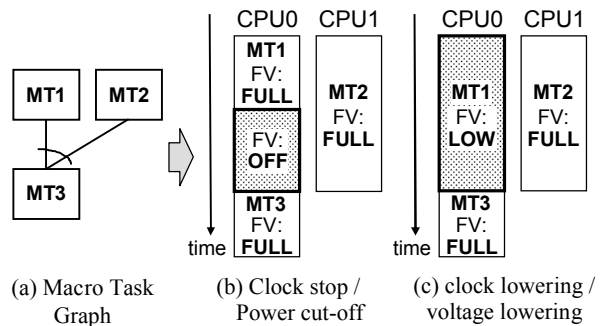 CPU0 CPU1
CPU0 CPU1
MT1 MT2
MT3
MT1
FV:
FULL
FV:
OFF
MT3
FV:
FULL
MT2
FV:
FULL
time
MT1
FV:
LOW
MT3
FV:
FULL
MT2
FV:
FULL
time
(a) Macro Task
Graph
(b) Clock stop /
Power cut-off
(c) clock lowering /
voltage lowering